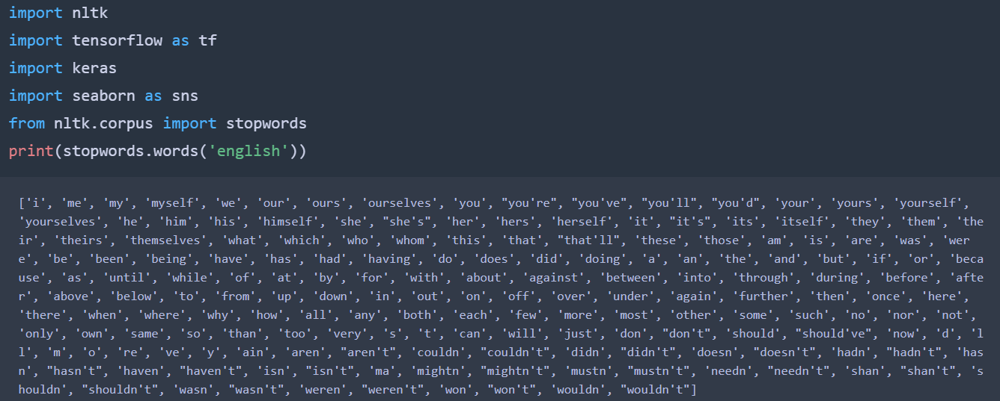 import nltk
import tensorflow as tf
import keras
import seaborn as sns
from nltk.corpus import stopwords
print(stopwords.words('english'))
['i', 'me', 'my', 'myself', 'we', 'our', 'ours', 'ourselves', 'you', "you're", "you've", "you'll", "you'd", 'your', 'yours', 'yourself',
'yourselves', 'he', 'him', 'his', 'himself', 'she', "she's", 'her', 'hers', 'herself', 'it', "it's", 'its', 'itself', 'they', 'them', 'the
ir', 'theirs', 'themselves', 'what', 'which', 'who', 'whom', 'this', 'that', "that'll", 'these', 'those', 'am', 'is', 'are', 'was', 'wer
e', 'be', 'been', 'being', 'have', 'has', 'had', 'having', 'do', 'does', 'did', 'doing', 'a', 'an', 'the', 'and', 'but', 'if', 'or', 'beca
use', 'as', 'until', 'while', 'of', 'at', 'by', 'for', 'with', 'about', 'against', 'between', 'into', 'through', 'during', 'before', 'afte
r', 'above', 'below', 'to', 'from', 'up', 'down', 'in', 'out', 'on', 'off', 'over', 'under', 'again', 'further', 'then', 'once', 'here',
'there', 'when', 'where', 'why', 'how', 'all', 'any', 'both', 'each', 'few', 'more', 'most', 'other', 'some', 'such', 'no', 'nor', 'not',
'only', 'own', 'same', 'so', 'than', 'too', 'very', 's', 't', 'can', 'will', 'just', 'don', "don't", 'should', "should've", 'now', 'd', 'l
l', 'm', 'o', 're', 've', 'y', 'ain', 'aren', "aren't", 'couldn', "couldn't", 'didn', "didn't", 'doesn', "doesn't", 'hadn', "hadn't", 'has
n', "hasn't", 'haven', "haven't", 'isn', "isn't", 'ma', 'mightn', "mightn't", 'mustn', "mustn't", 'needn', "needn't", 'shan', "shan't", 's
houldn', "shouldn't", 'wasn', "wasn't", 'weren', "weren't", 'won', "won't", 'wouldn', "wouldn't"]